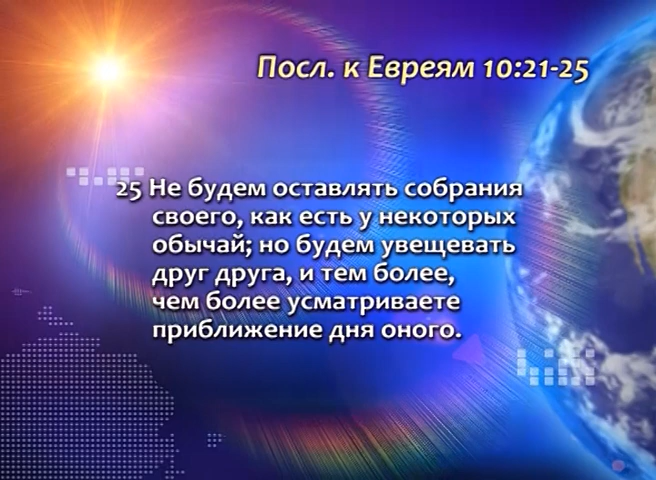 Посл. к Евреям 10:21-25
25 Не будем оставлять собрания
своего, как есть у некоторых
обычай; но будем увещевать
друг друга, и тем более,
чем более усматриваете
приближение дня оного.